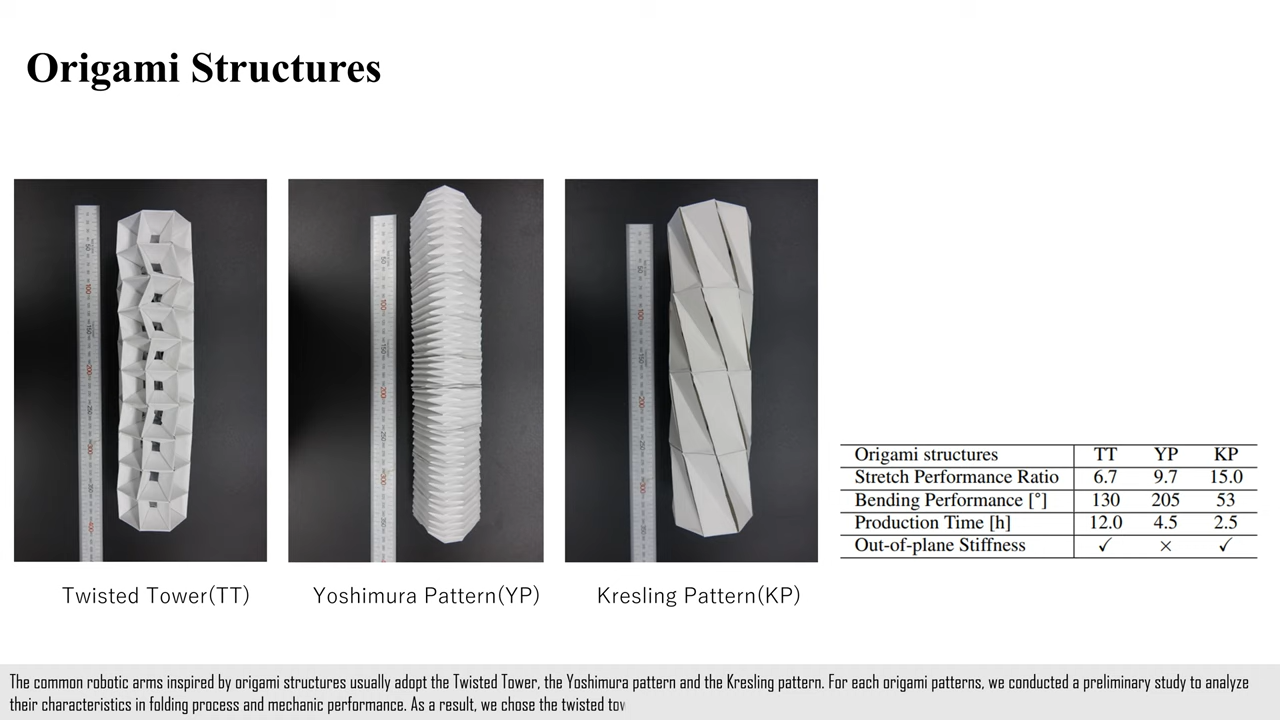 Origami Structures
Twisted Tower(TT)
Yoshimura Pattern(YP)
Kresling Pattern(KP)
Origami structures TT YP KP
Stretch Performance Ratio 6.7 9.7 15.0
Bending Performance [°] 130 205 53
Production Time [h] 12.0 4.5 2.5
Out-of-plane Stiffness ✓ × ✓
The common robotic arms inspired by origami structures usually adopt the Twisted Tower, the Yoshimura pattern and the Kresling pattern. For each origami patterns, we conducted a preliminary study to analyze
their characteristics in folding process and mechanic performance. As a result, we chose the twisted tov